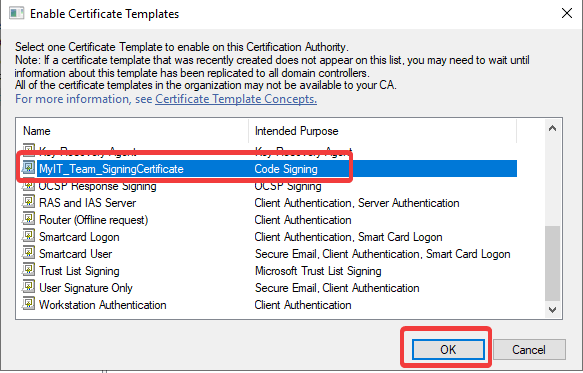 Enable Certificate Templates
Select one Certificate Template to enable on this Certification Authority.
Note: If a certificate template that was recently created does not appear on this list, you may need to wait until
information about this template has been replicated to all domain controllers.
All of the certificate templates in the organization may not be available to your CA.
For more information, see Certificate Template Concepts.
Name Intended Purpose
Key Recovery Agent Key Recovery Agent
MyIT_Team_SigningCertificate Code Signing
OCSP Response Signing OCSP Signing
RAS and IAS Server Client Authentication, Server Authentication
Router (Offline request) Client Authentication
Smartcard Logon Client Authentication, Smart Card Logon
Smartcard User Secure Email, Client Authentication, Smart Card Logon
Trust List Signing Microsoft Trust List Signing
User Signature Only Secure Email, Client Authentication
Workstation Authentication Client Authentication
OK Cancel